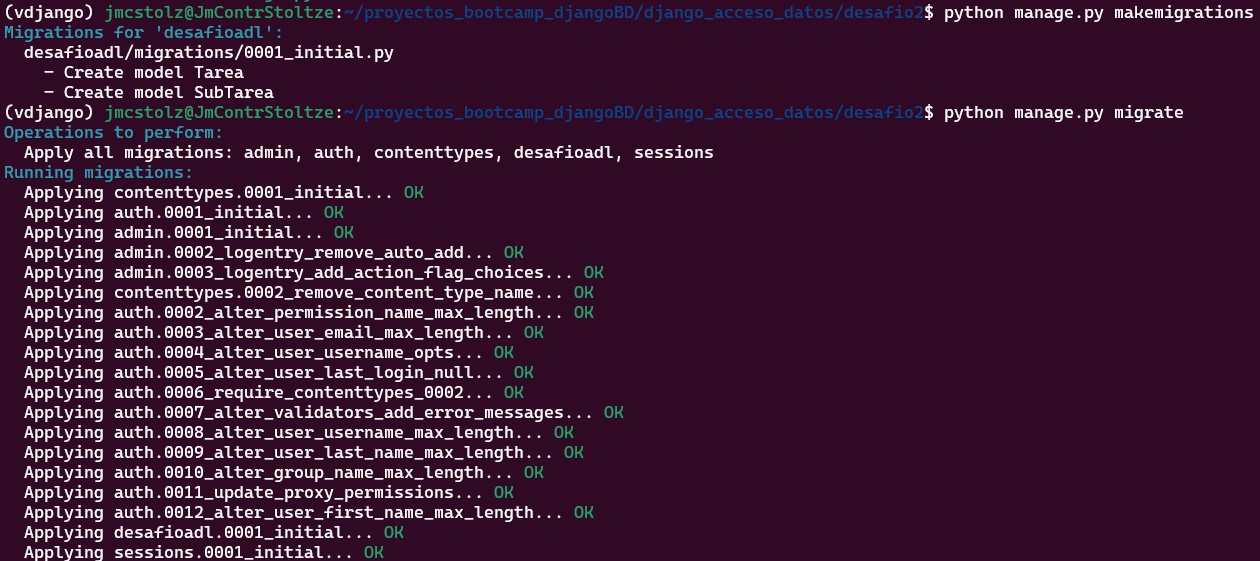 (vdjango) jmcstolz@JmContrStoltze:~/proyectos_bootcamp_djangoBD/django_acceso_datos/desafio2$ python manage.py makemigrations
Migrations for 'desafioadl':
  desafioadl/migrations/0001_initial.py
    - Create model Tarea
    - Create model SubTarea
(vdjango) jmcstolz@JmContrStoltze:~/proyectos_bootcamp_djangoBD/django_acceso_datos/desafio2$ python manage.py migrate
Operations to perform:
  Apply all migrations: admin, auth, contenttypes, desafioadl, sessions
Running migrations:
  Applying contenttypes.0001_initial... OK
  Applying auth.0001_initial... OK
  Applying admin.0001_initial... OK
  Applying admin.0002_logentry_remove_auto_add... OK
  Applying admin.0003_logentry_add_action_flag_choices... OK
  Applying contenttypes.0002_remove_content_type_name... OK
  Applying auth.0002_alter_permission_name_max_length... OK
  Applying auth.0003_alter_user_email_max_length... OK
  Applying auth.0004_alter_user_username_opts... OK
  Applying auth.0005_alter_user_last_login_null... OK
  Applying auth.0006_require_contenttypes_0002... OK
  Applying auth.0007_alter_validators_add_error_messages... OK
  Applying auth.0008_alter_user_username_max_length... OK
  Applying auth.0009_alter_user_last_name_max_length... OK
  Applying auth.0010_alter_group_name_max_length... OK
  Applying auth.0011_update_proxy_permissions... OK
  Applying auth.0012_alter_user_first_name_max_length... OK
  Applying desafioadl.0001_initial... OK
  Applying sessions.0001_initial... OK